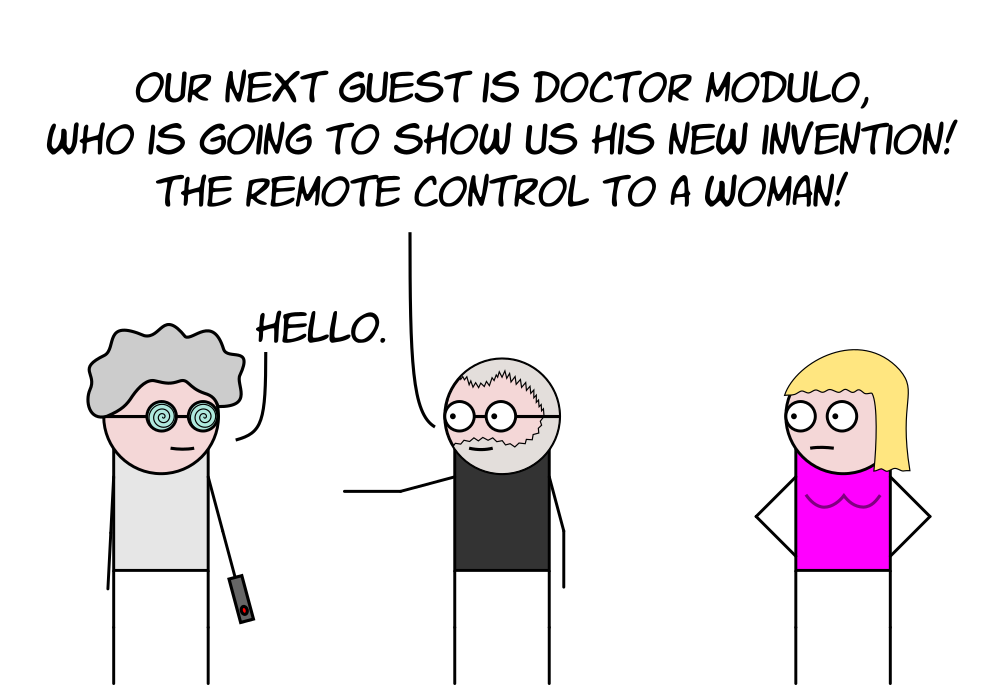 OUR NEXT GUEST IS DOCTOR MODULO,
WHO IS GOING TO SHOW US HIS NEW INVENTION!
THE REMOTE CONTROL TO A WOMAN!
HELLO.